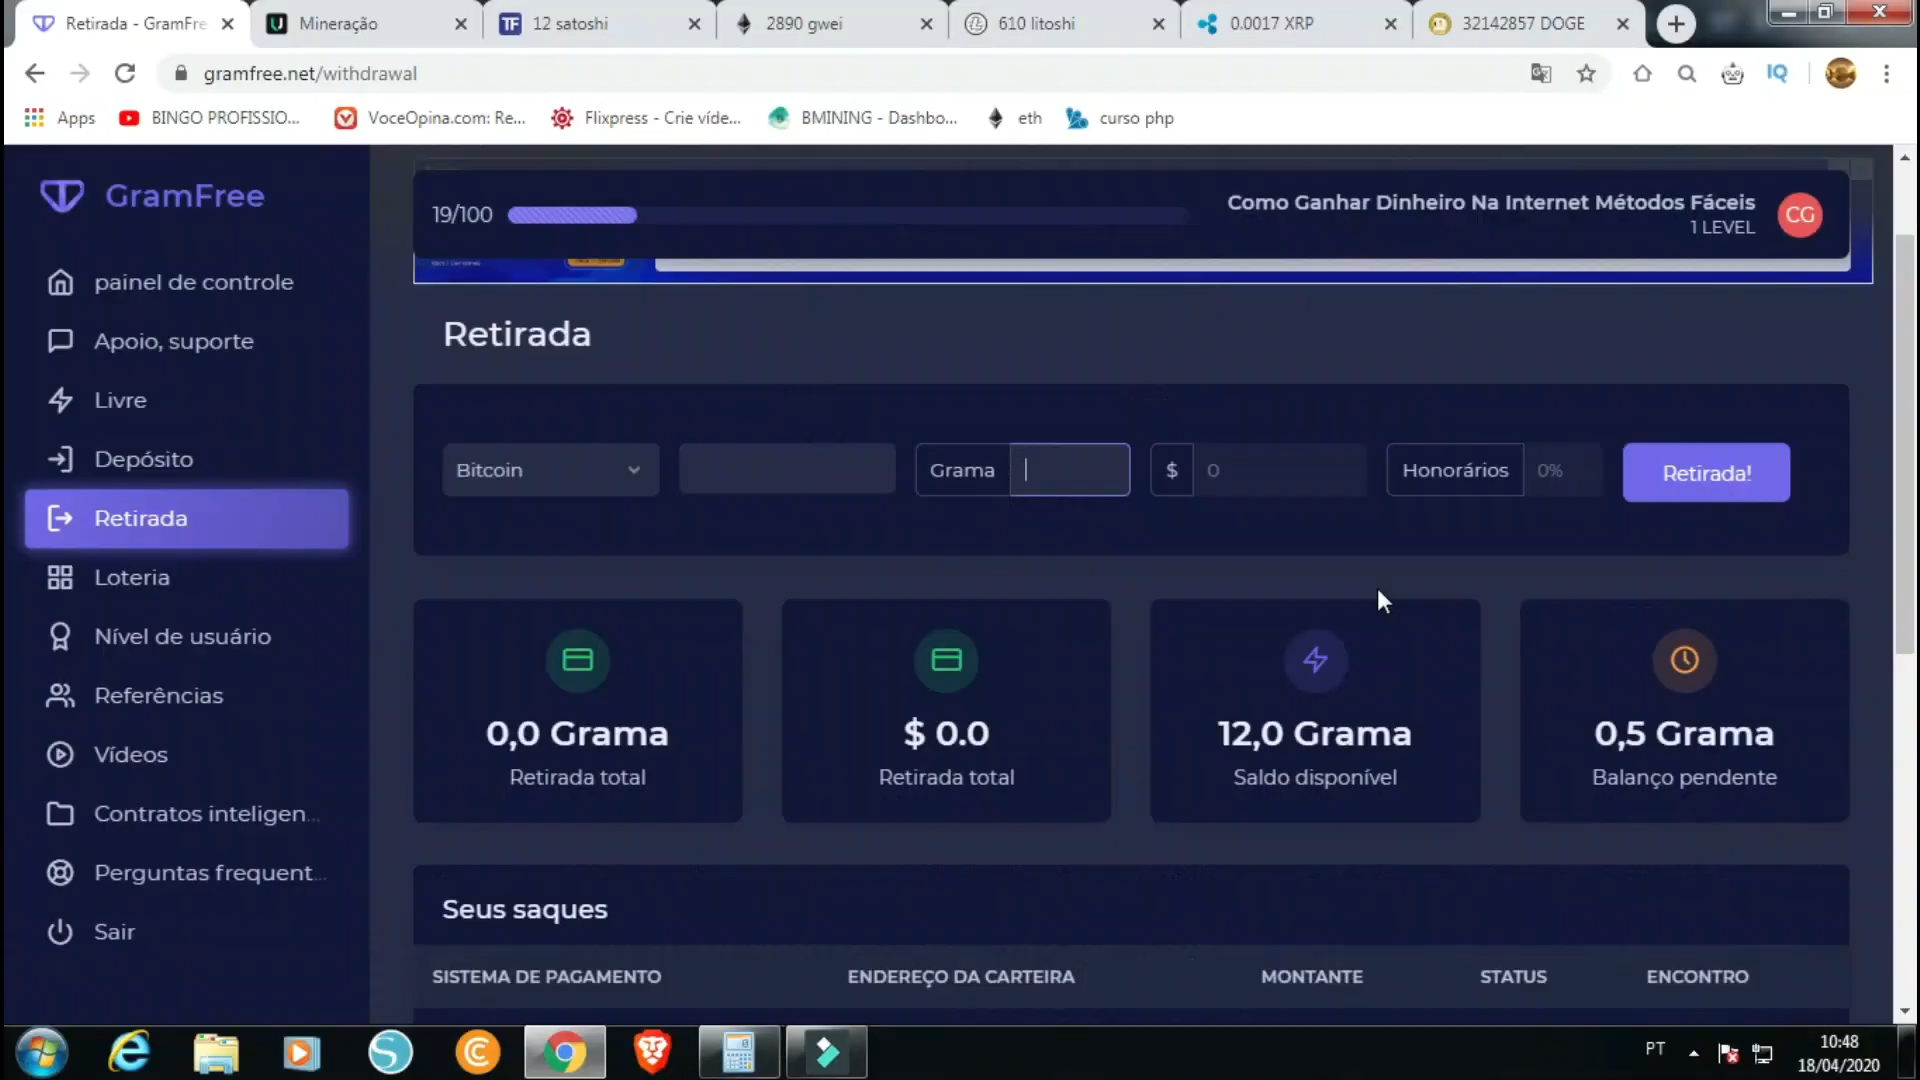 Retirada - GramFre
Mineração
12 satoshi
2890 gwei
610 litoshi
0.0017 XRP
32142857 DOGE
gramfree.net/withdrawal
IQ
Apps
BINGO PROFISSIO...
VoceOpina.com: Re...
Flixpress - Crie víde...
BMINING - Dashbo...
eth
curso php
GramFree
19/100
Como Ganhar Dinheiro Na Internet Métodos Fáceis
1 LEVEL
CG
painel de controle
Apoio, suporte
Livre
Depósito
Retirada
Loteria
Nível de usuário
Referências
Vídeos
Contratos inteligen...
Perguntas frequent...
Sair
Retirada
Bitcoin
Grama
$
0
Honorários
0%
Retirada!
0,0 Grama
Retirada total
$ 0.0
Retirada total
12,0 Grama
Saldo disponível
0,5 Grama
Balanço pendente
Seus saques
SISTEMA DE PAGAMENTO
ENDEREÇO DA CARTEIRA
MONTANTE
STATUS
ENCONTRO
PT
10:48
18/04/2020